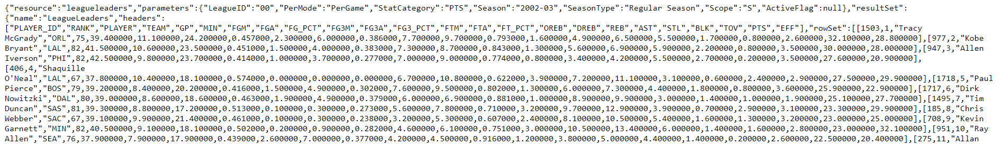 {"resource":"leagueleaders","parameters":{"LeagueID":"00","PerMode":"PerGame","StatCategory":"PTS","Season":"2002-03","SeasonType":"Regular Season","Scope":"S","ActiveFlag":null},"resultSet":
{"name":"LeagueLeaders","headers":
["PLAYER_ID","RANK","PLAYER","TEAM","GP","MIN","FGM","FGA","FG_PCT","FG3M","FG3A","FG3_PCT","FTM","FTA","FT_PCT","OREB","DREB","REB","AST","STL","BLK","TOV","PTS","EFF"],"rowSet":[[1503,1,"Tracy
McGrady","ORL",75,39.400000,11.100000,24.200000,0.457000,2.300000,6.000000,0.386000,7.700000,9.700000,0.793000,1.600000,4.900000,6.500000,5.500000,1.700000,0.800000,2.600000,32.100000,28.800000],[977,2,"Kobe
Bryant","LAL",82,41.500000,10.600000,23.500000,0.451000,1.500000,4.000000,0.383000,7.300000,8.700000,0.843000,1.300000,5.600000,6.900000,5.900000,2.200000,0.800000,3.500000,30.000000,28.000000],[947,3,"Allen
Iverson","PHI",82,42.500000,9.800000,23.700000,0.414000,1.000000,3.700000,0.277000,7.000000,9.000000,0.774000,0.800000,3.400000,4.200000,5.500000,2.700000,0.200000,3.500000,27.600000,20.900000],
[406,4,"Shaquille
O'Neal","LAL",67,37.800000,10.400000,18.100000,0.574000,0.000000,0.000000,0.000000,6.700000,10.800000,0.622000,3.900000,7.200000,11.100000,3.100000,0.600000,2.400000,2.900000,27.500000,29.900000],[1718,5,"Paul
Pierce","BOS",79,39.200000,8.400000,20.200000,0.416000,1.500000,4.900000,0.302000,7.600000,9.500000,0.802000,1.300000,6.000000,7.300000,4.400000,1.800000,0.800000,3.600000,25.900000,22.900000],[1717,6,"Dirk
Nowitzki","DAL",80,39.000000,8.600000,18.600000,0.463000,1.900000,4.900000,0.379000,6.000000,6.900000,0.881000,1.000000,8.900000,9.900000,3.000000,1.400000,1.000000,1.900000,25.100000,27.700000],[1495,7,"Tim
Duncan","SAS",81,39.300000,8.800000,17.200000,0.513000,0.100000,0.300000,0.273000,5.600000,7.800000,0.710000,3.200000,9.700000,12.900000,3.900000,0.700000,2.900000,3.100000,23.300000,29.900000],[185,8,"Chris
Webber","SAC",67,39.100000,9.900000,21.400000,0.461000,0.100000,0.300000,0.238000,3.200000,5.300000,0.607000,2.400000,8.100000,10.500000,5.400000,1.600000,1.300000,3.200000,23.000000,25.000000],[708,9,"Kevin
Garnett","MIN",82,40.500000,9.100000,18.100000,0.502000,0.200000,0.900000,0.282000,4.600000,6.100000,0.751000,3.000000,10.500000,13.400000,6.000000,1.400000,1.600000,2.800000,23.000000,32.100000],[951,10,"Ray
Allen","SEA",76,37.900000,7.900000,17.900000,0.439000,2.600000,7.000000,0.377000,4.200000,4.500000,0.916000,1.200000,3.800000,5.000000,4.400000,1.400000,0.200000,2.600000,22.500000,20.400000],[275,11,"Allan